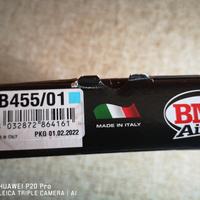 B455/01
BM
Air
MADE IN ITALY
032872 864161
PKG 01.02.2022
HUAWEI P20 Pro
LEICA TRIPLE CAMERA | AI